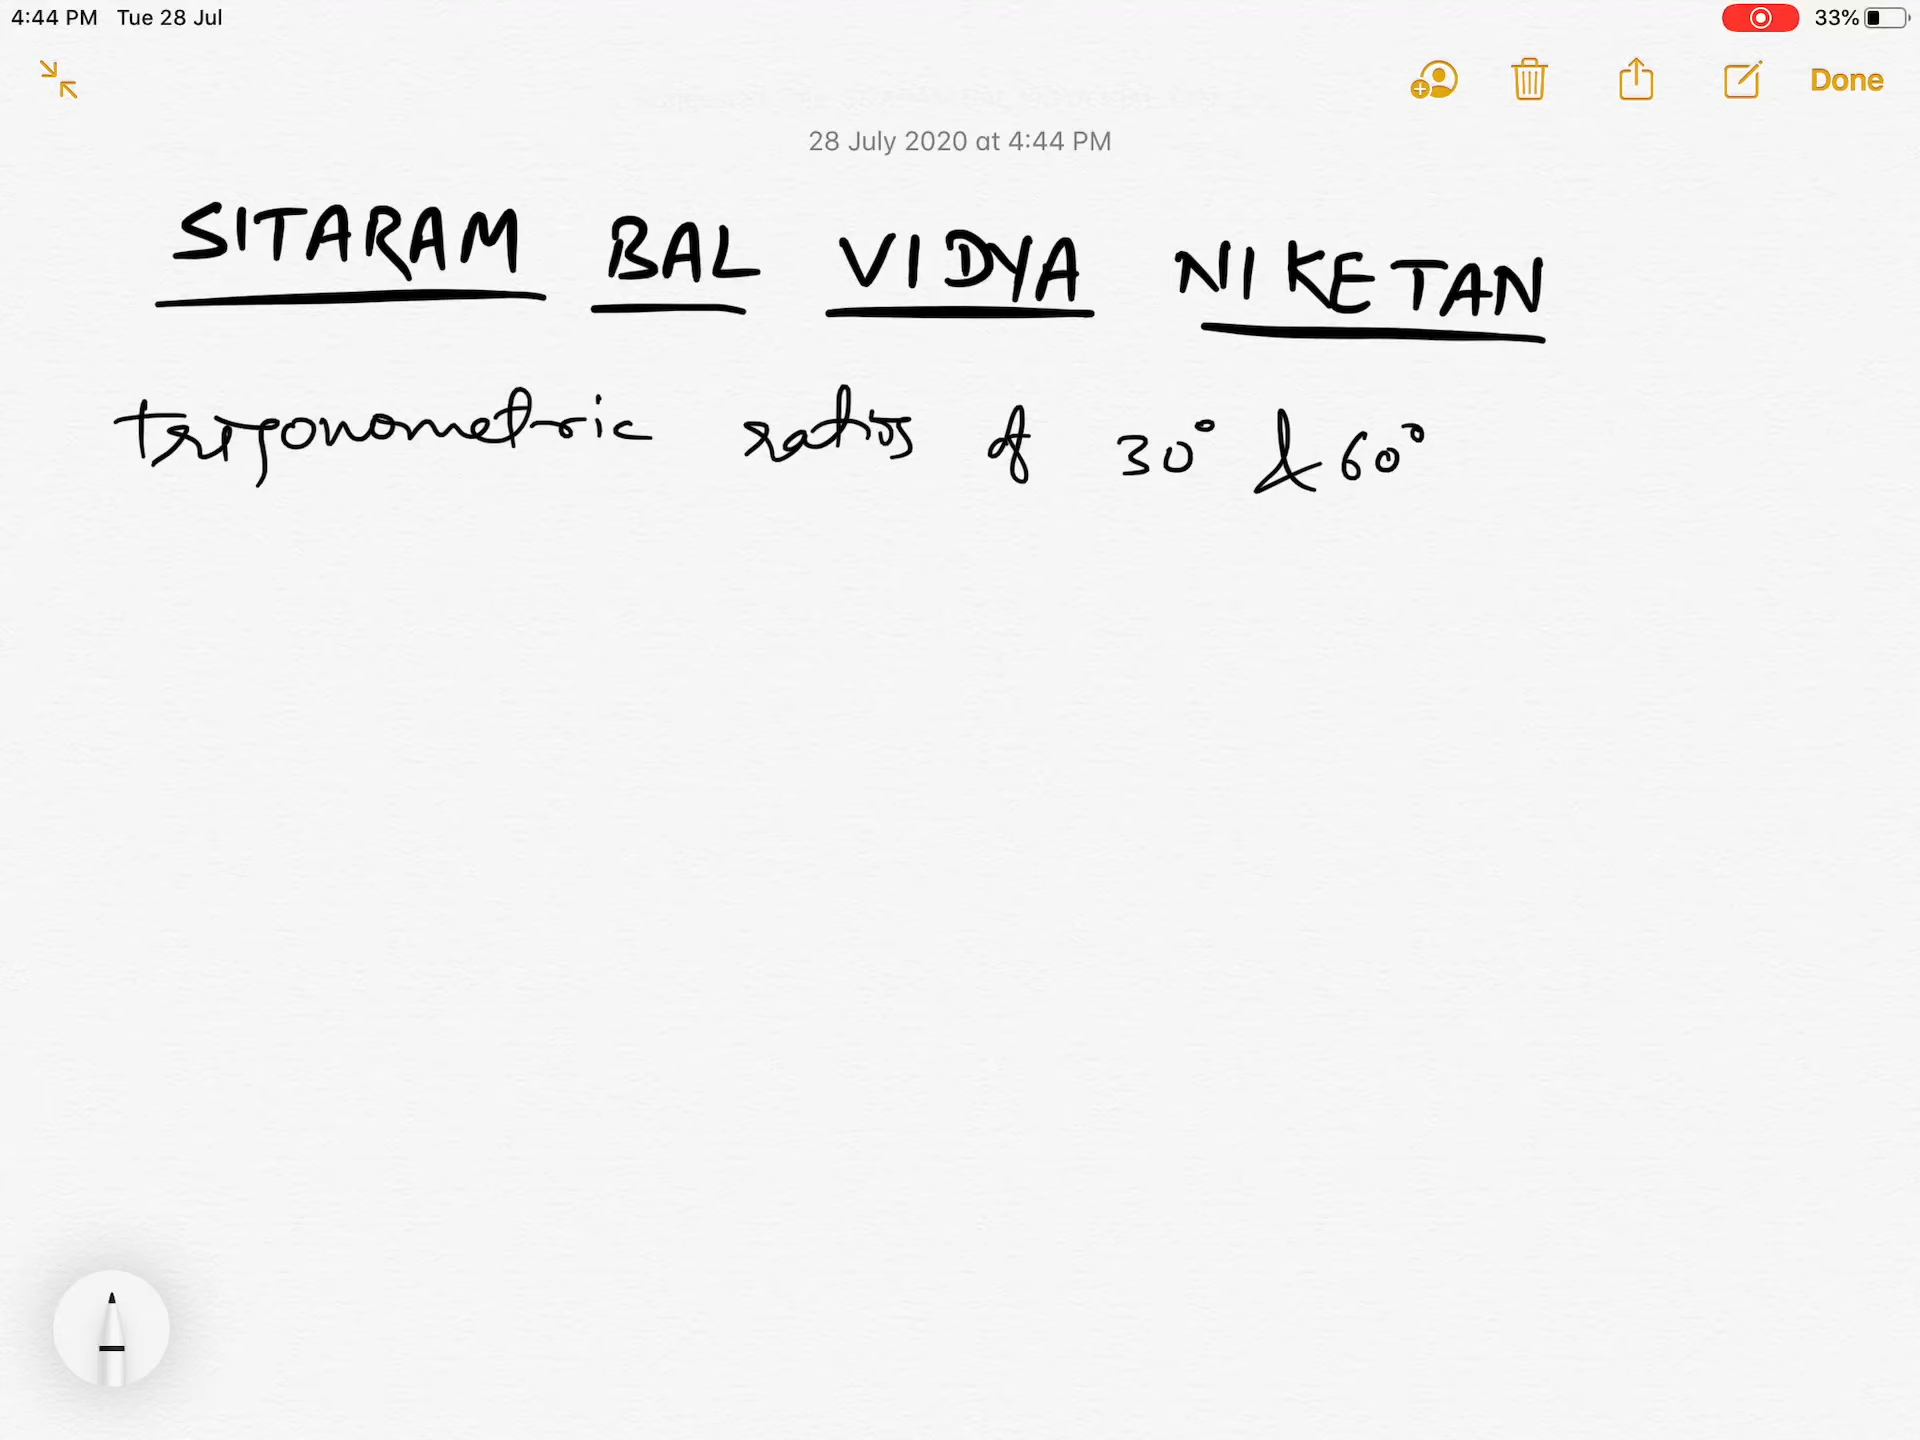 4:44 PM Tue 28 Jul 33%
Done
28 July 2020 at 4:44 PM
SITARAM BAL VIDYA NIKETAN
trigonometric ratios of 30° & 60°